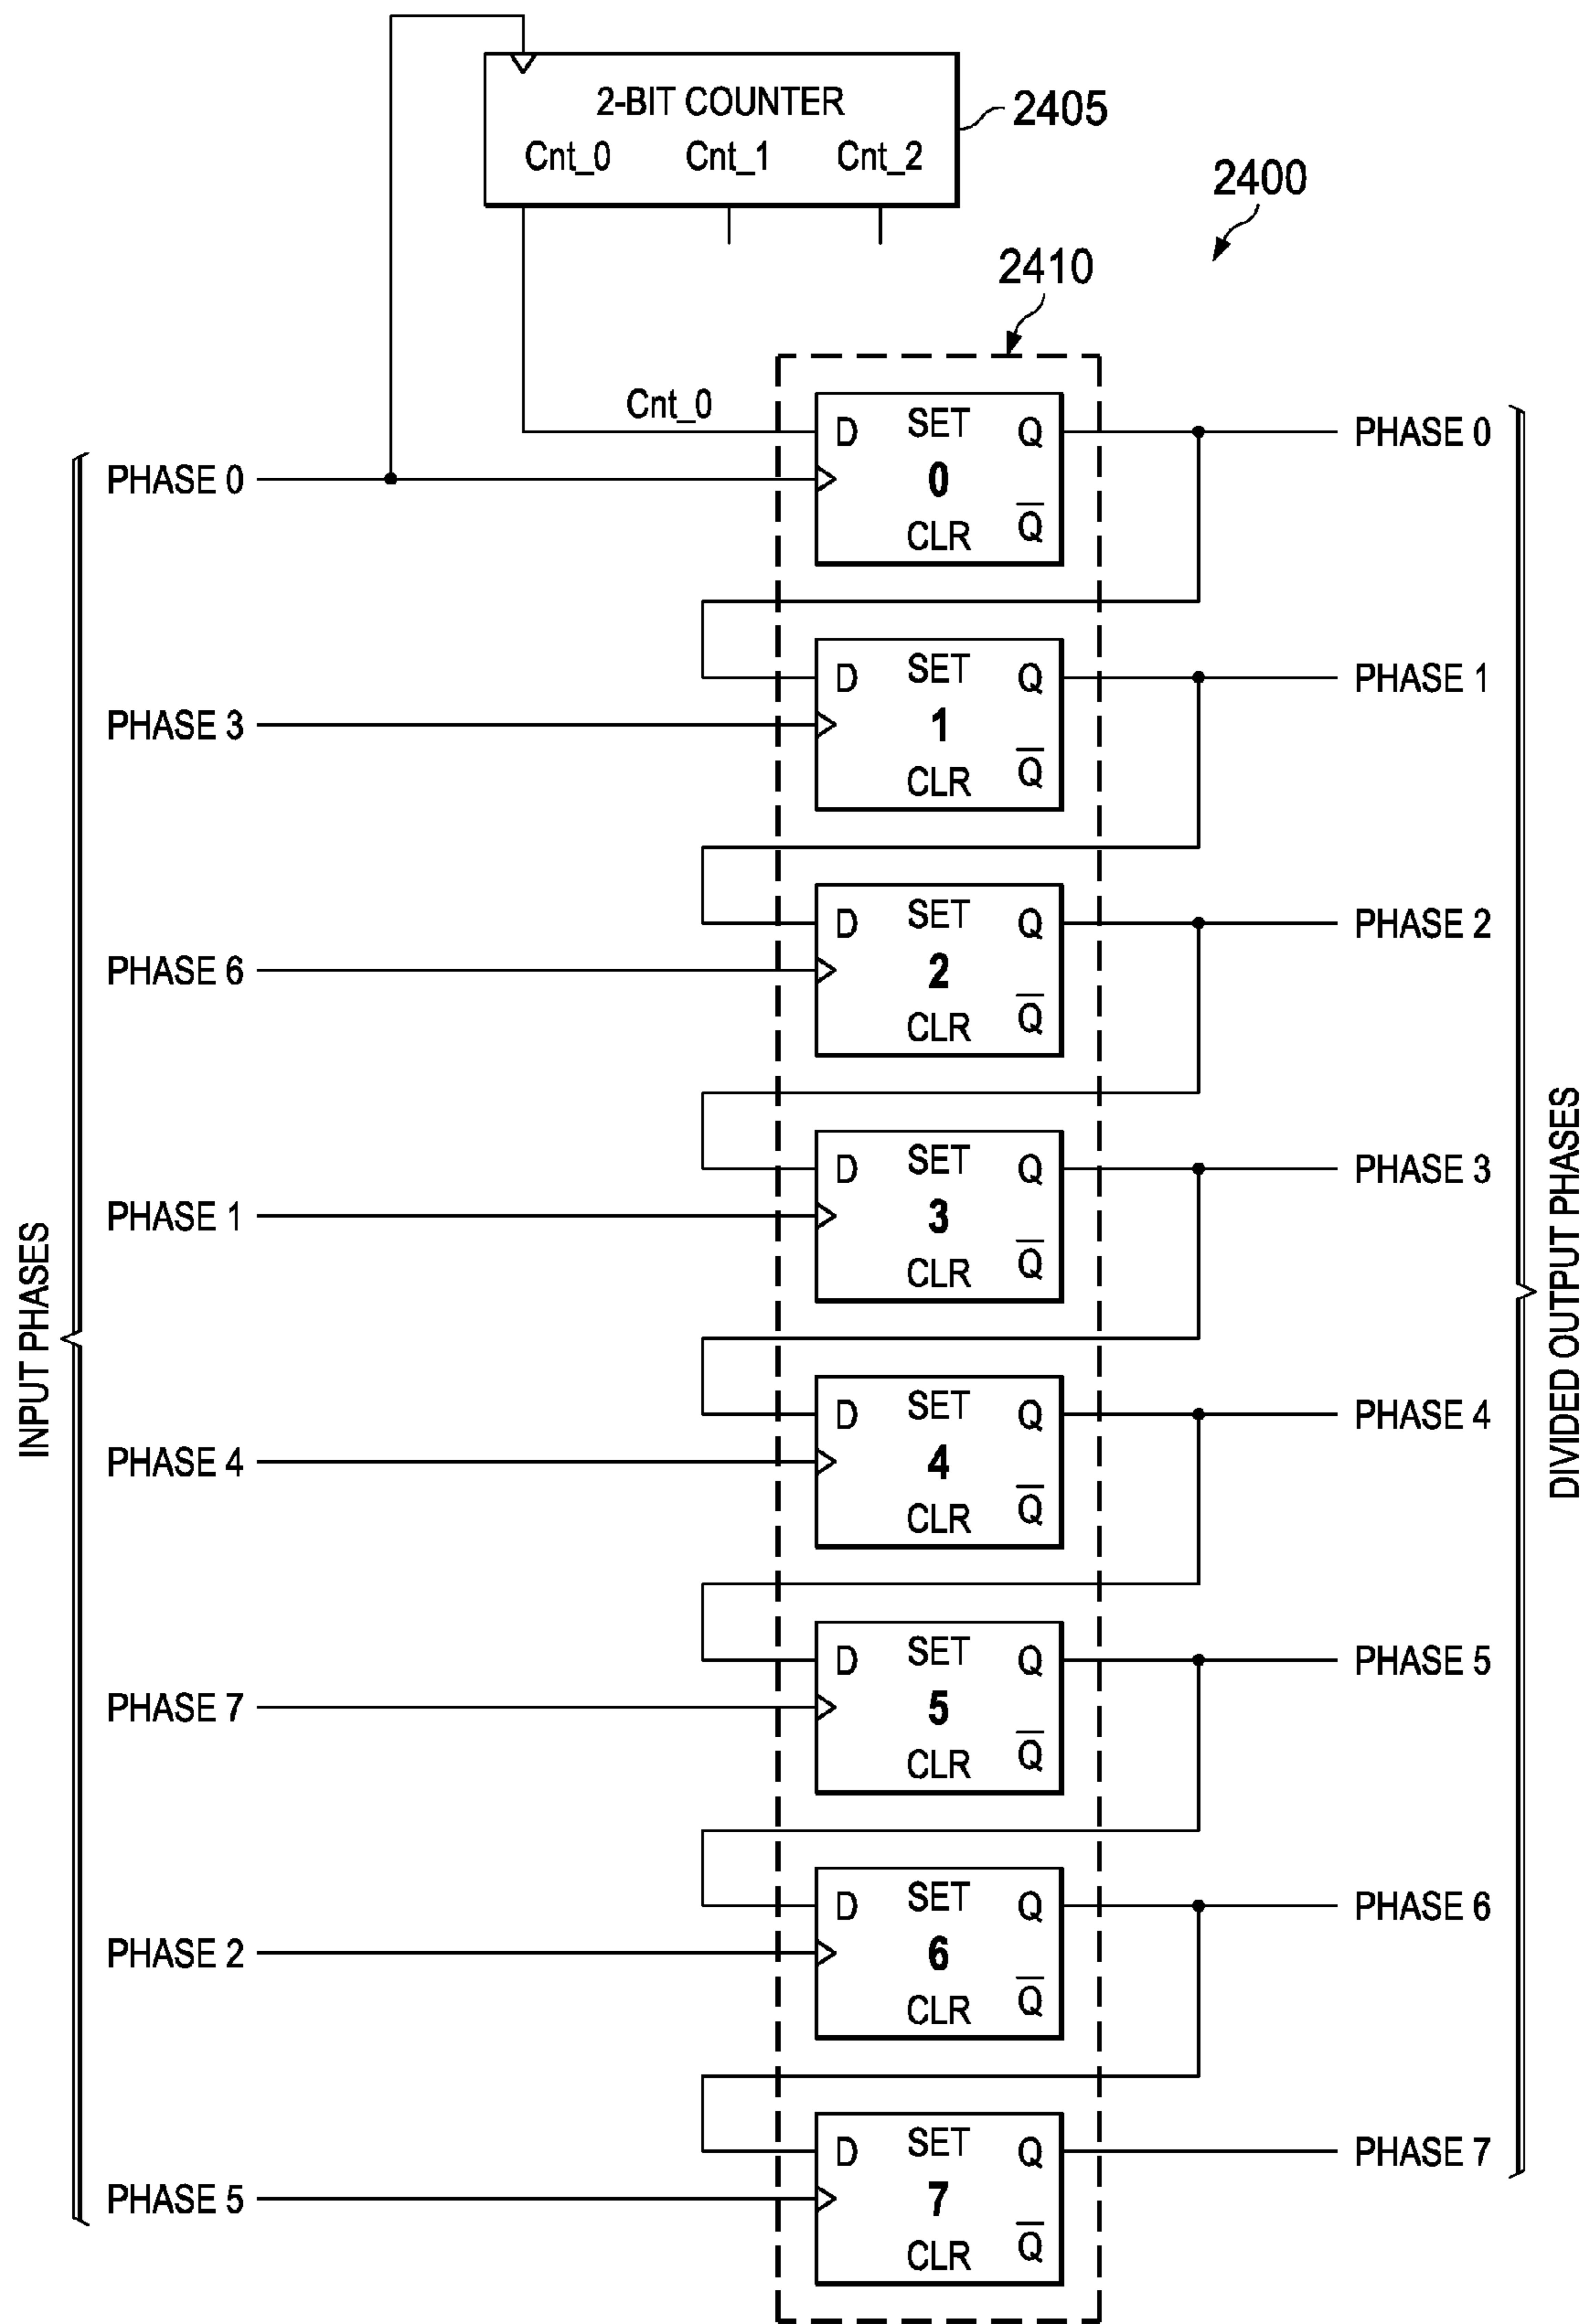 2-BIT COUNTER
2405
Cnt_0 Cnt_1 Cnt_2
2400
2410
Cnt_0
D SET Q
PHASE 0
PHASE 0
0
CLR Q̅
D SET Q
PHASE 1
PHASE 3
1
CLR Q̅
D SET Q
PHASE 2
PHASE 6
2
CLR Q̅
D SET Q
PHASE 3
PHASE 1
3
CLR Q̅
D SET Q
PHASE 4
PHASE 4
4
CLR Q̅
D SET Q
PHASE 5
PHASE 7
5
CLR Q̅
D SET Q
PHASE 6
PHASE 2
6
CLR Q̅
D SET Q
PHASE 7
PHASE 5
7
CLR Q̅
INPUT PHASES
DIVIDED OUTPUT PHASES